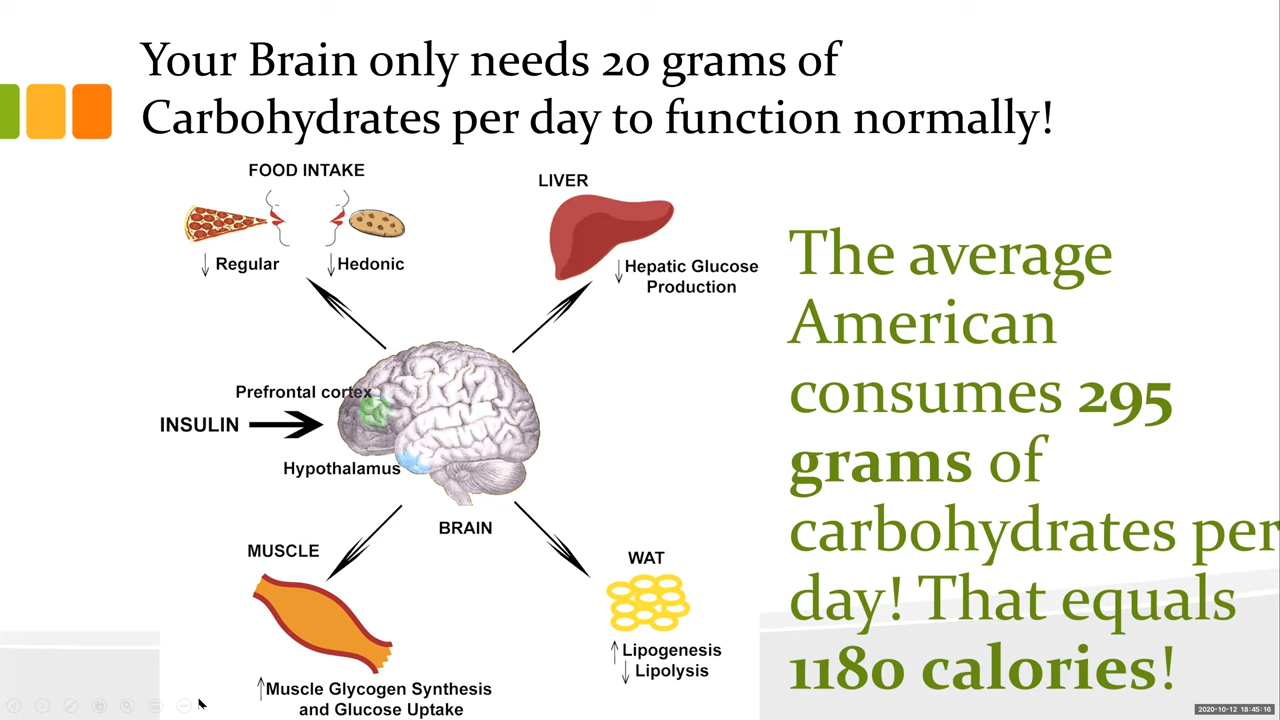 Your Brain only needs 20 grams of
Carbohydrates per day to function normally!
FOOD INTAKE
↓ Regular
↓ Hedonic
LIVER
↓ Hepatic Glucose
Production
Prefrontal cortex
INSULIN
Hypothalamus
BRAIN
MUSCLE
↑ Muscle Glycogen Synthesis
and Glucose Uptake
WAT
↑ Lipogenesis
↓ Lipolysis
The average
American
consumes 295
grams of
carbohydrates per
day! That equals
1180 calories!
2020-10-12 18:45:16